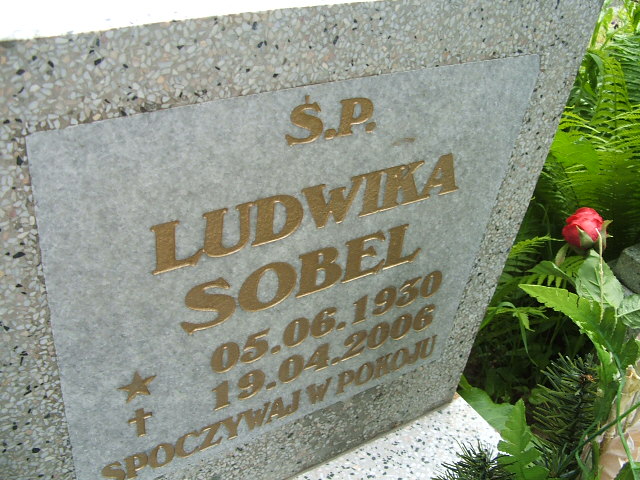 Ś.P.
LUDWIKA
SOBEL
05.06.1930
19.04.2006
SPOCZYWAJ W POKOJU